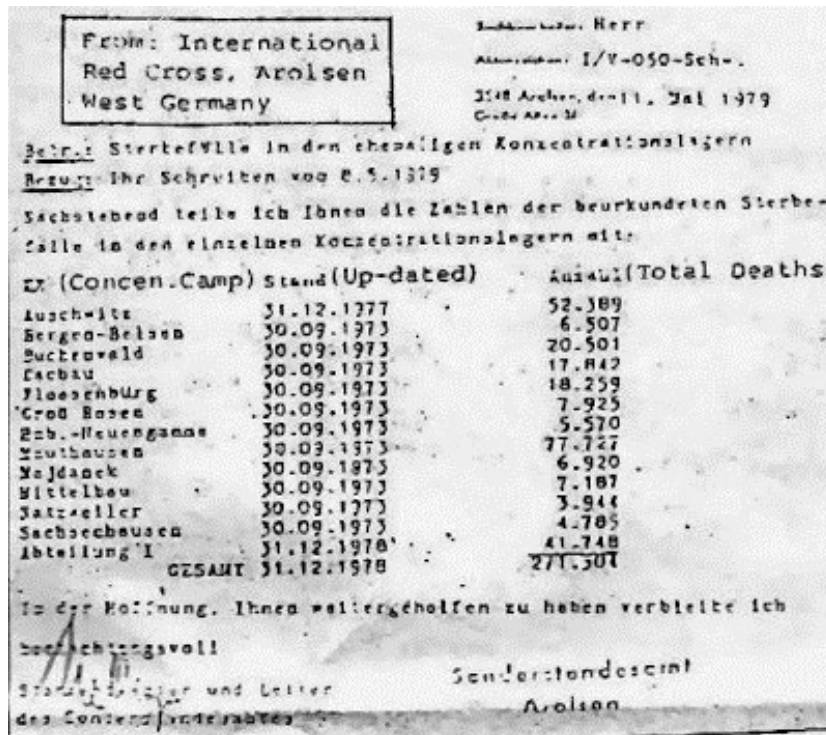 From: International
Red Cross, Arolsen
West Germany
Herr
I/V-050-Sch-.
den 11. Mai 1979
Betr.: Sterbefälle in den ehemaligen Konzentrationslagern
Bezug: Ihr Schreiben vom 8.5.1979
teile ich Ihnen die Zahlen der beurkundeten Sterbe-
fälle in den einzelnen Konzentrationslagern mit:
(Concen.Camp) Stand (Up-dated) Anzahl (Total Deaths
Auschwitz 31.12.1977 52.389
Bergen-Belsen 30.09.1973 6.507
Buchenwald 30.09.1973 20.501
Dachau 30.09.1973 17.842
Flossenburg 30.09.1973 18.259
Groß Rosen 30.09.1973 7.925
-Neuengamme 30.09.1973 5.570
Mauthausen 30.09.1973 77.727
Majdanek 30.09.1973 6.920
Mittelbau 30.09.1973 7.187
Natzweiler 30.09.1973 3.944
Sachsenhausen 30.09.1973 4.785
Abteilung I 31.12.1978 41.748
GESAMT 31.12.1978 271.304
In der Hoffnung, Ihnen weitergeholfen zu haben verbleibe ich
hochachtungsvoll
Sonderstandesamt
Arolsen
und Leiter
des Sonderstandesamtes